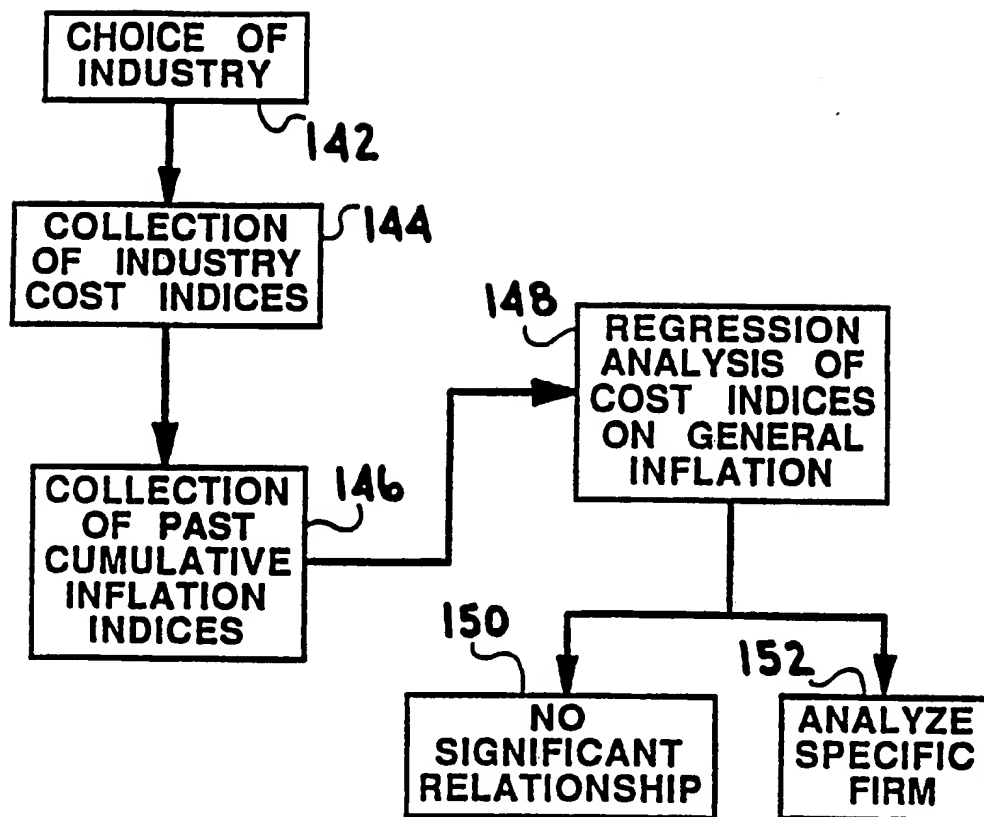 CHOICE OF
INDUSTRY
142
COLLECTION
OF INDUSTRY
COST INDICES
144
COLLECTION
OF PAST
CUMULATIVE
INFLATION
INDICES
146
148
REGRESSION
ANALYSIS OF
COST INDICES
ON GENERAL
INFLATION
150
NO
SIGNIFICANT
RELATIONSHIP
152
ANALYZE
SPECIFIC
FIRM